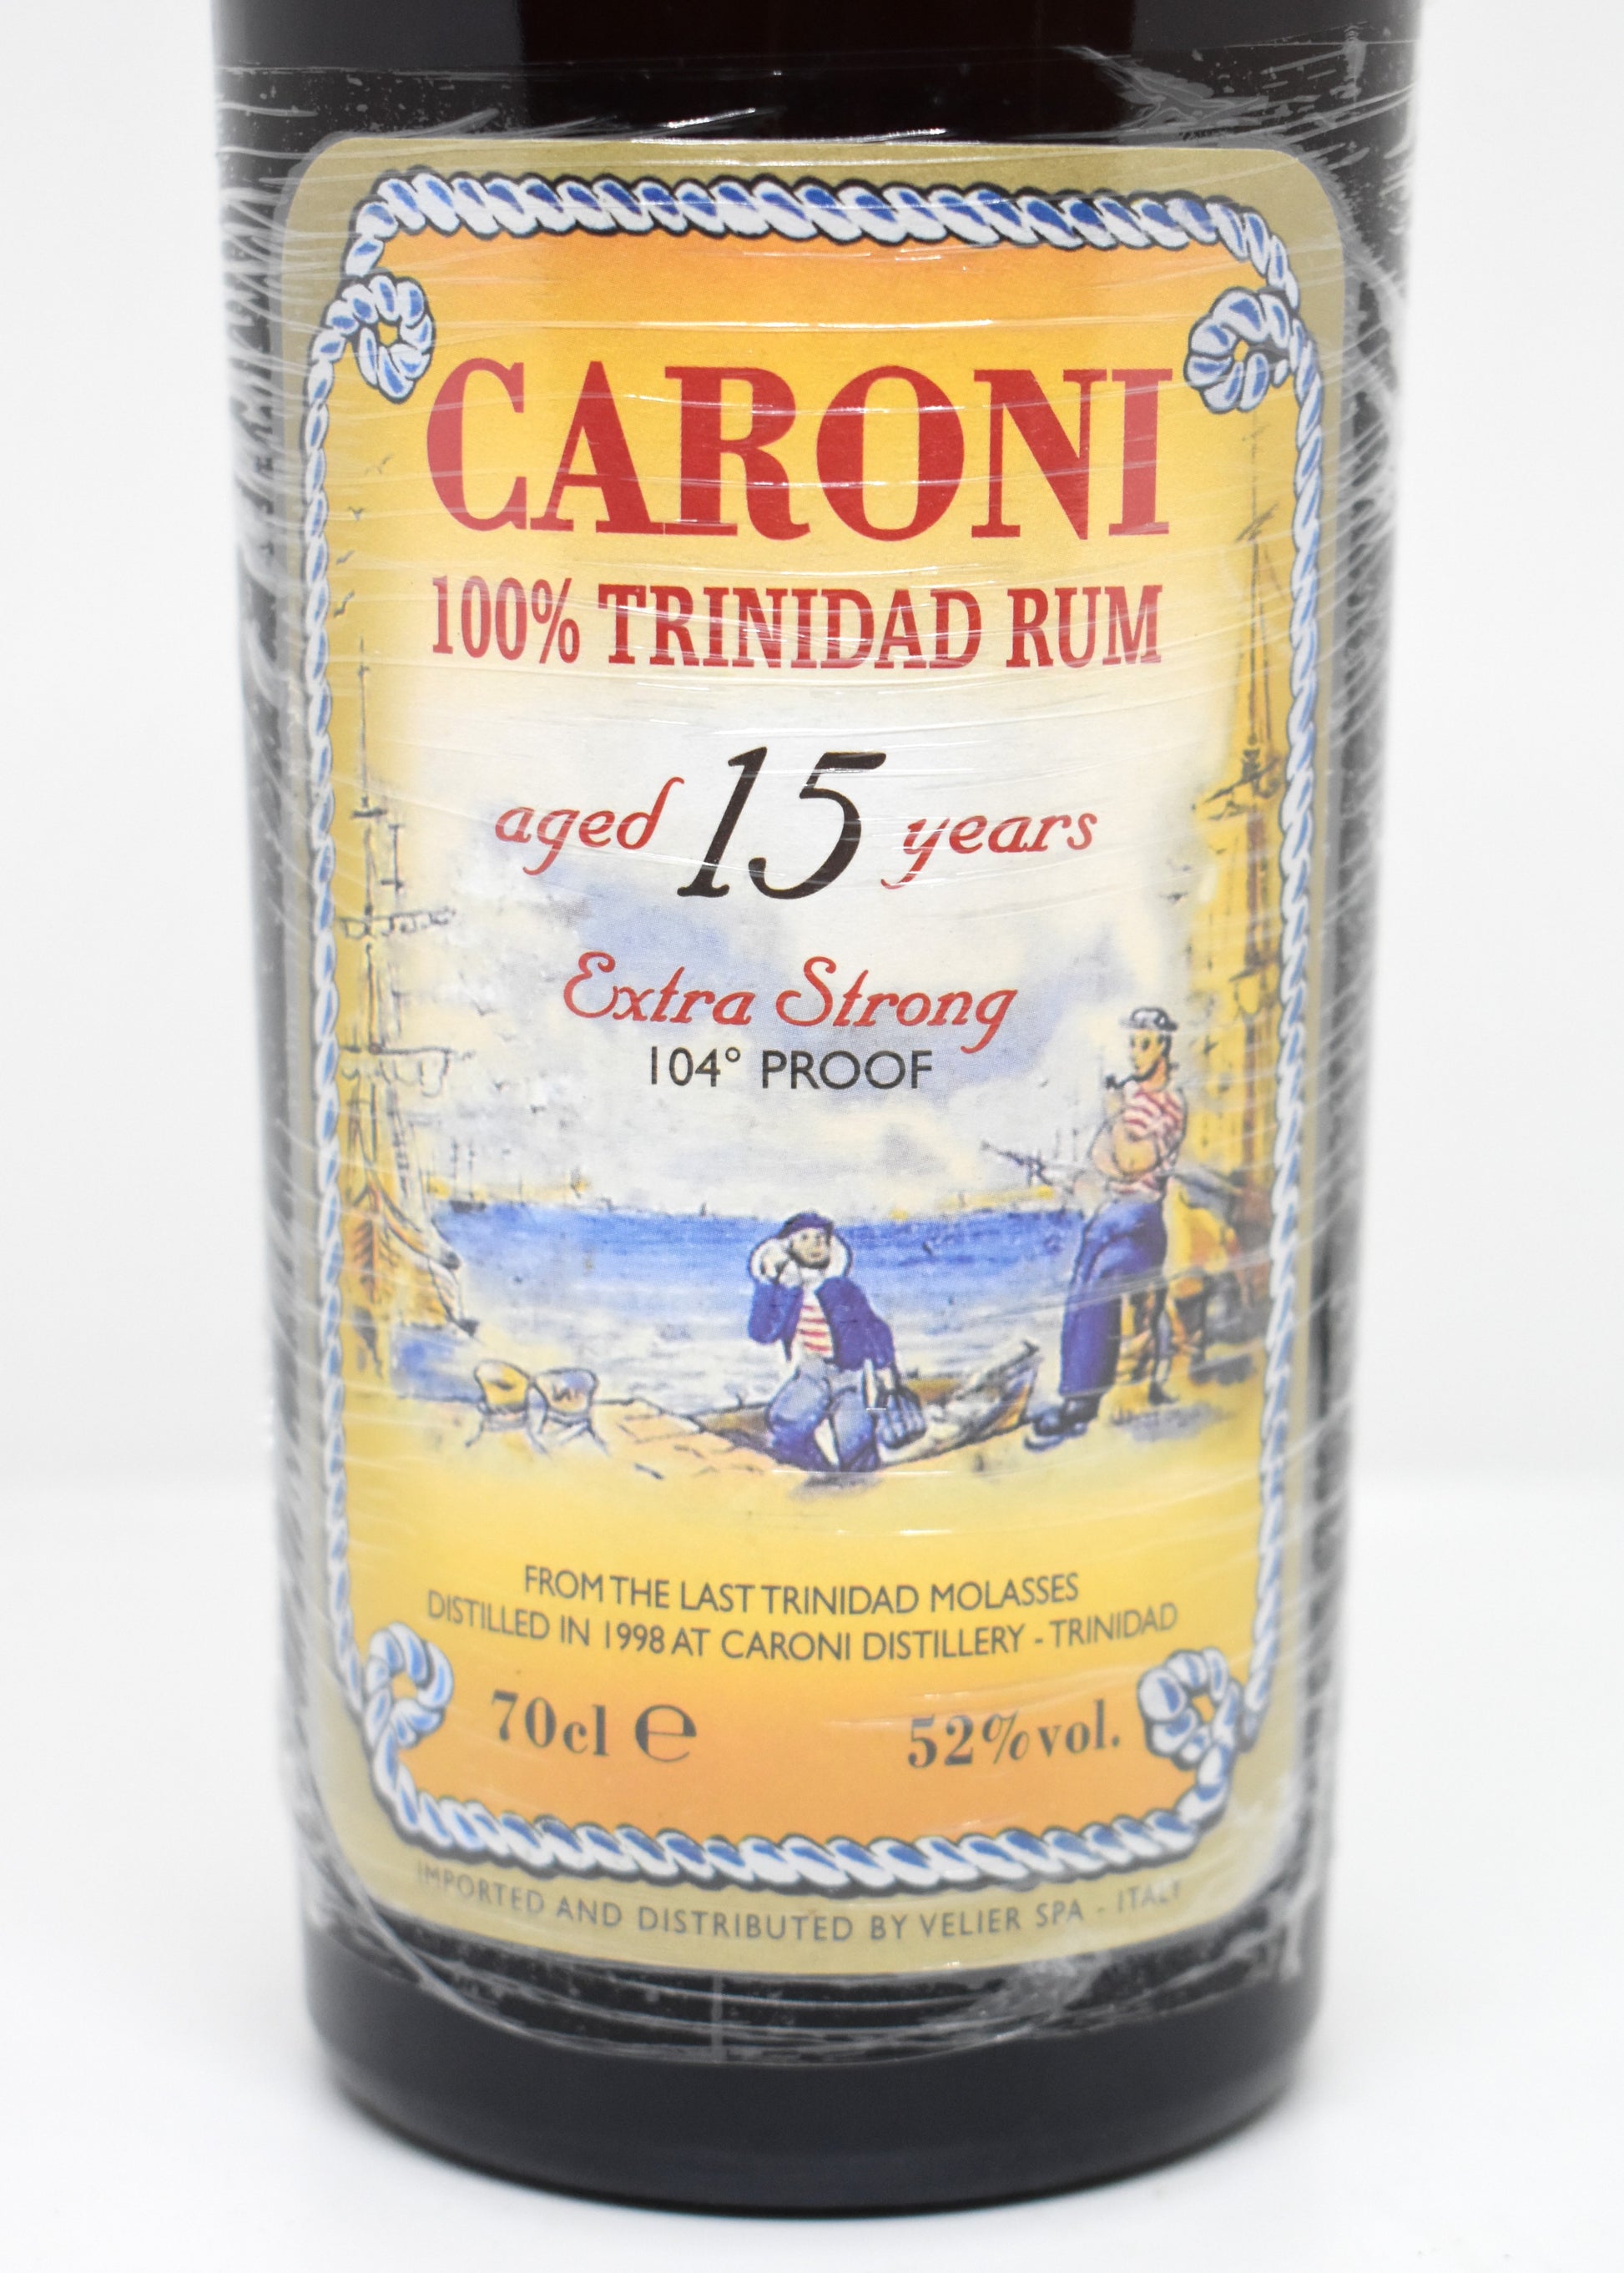 CARONI
100% TRINIDAD RUM
aged 15 years
Extra Strong
104° PROOF
FROM THE LAST TRINIDAD MOLASSES
DISTILLED IN 1998 AT CARONI DISTILLERY - TRINIDAD
70cl ℮ 52%vol.
IMPORTED AND DISTRIBUTED BY VELIER SPA - ITALY